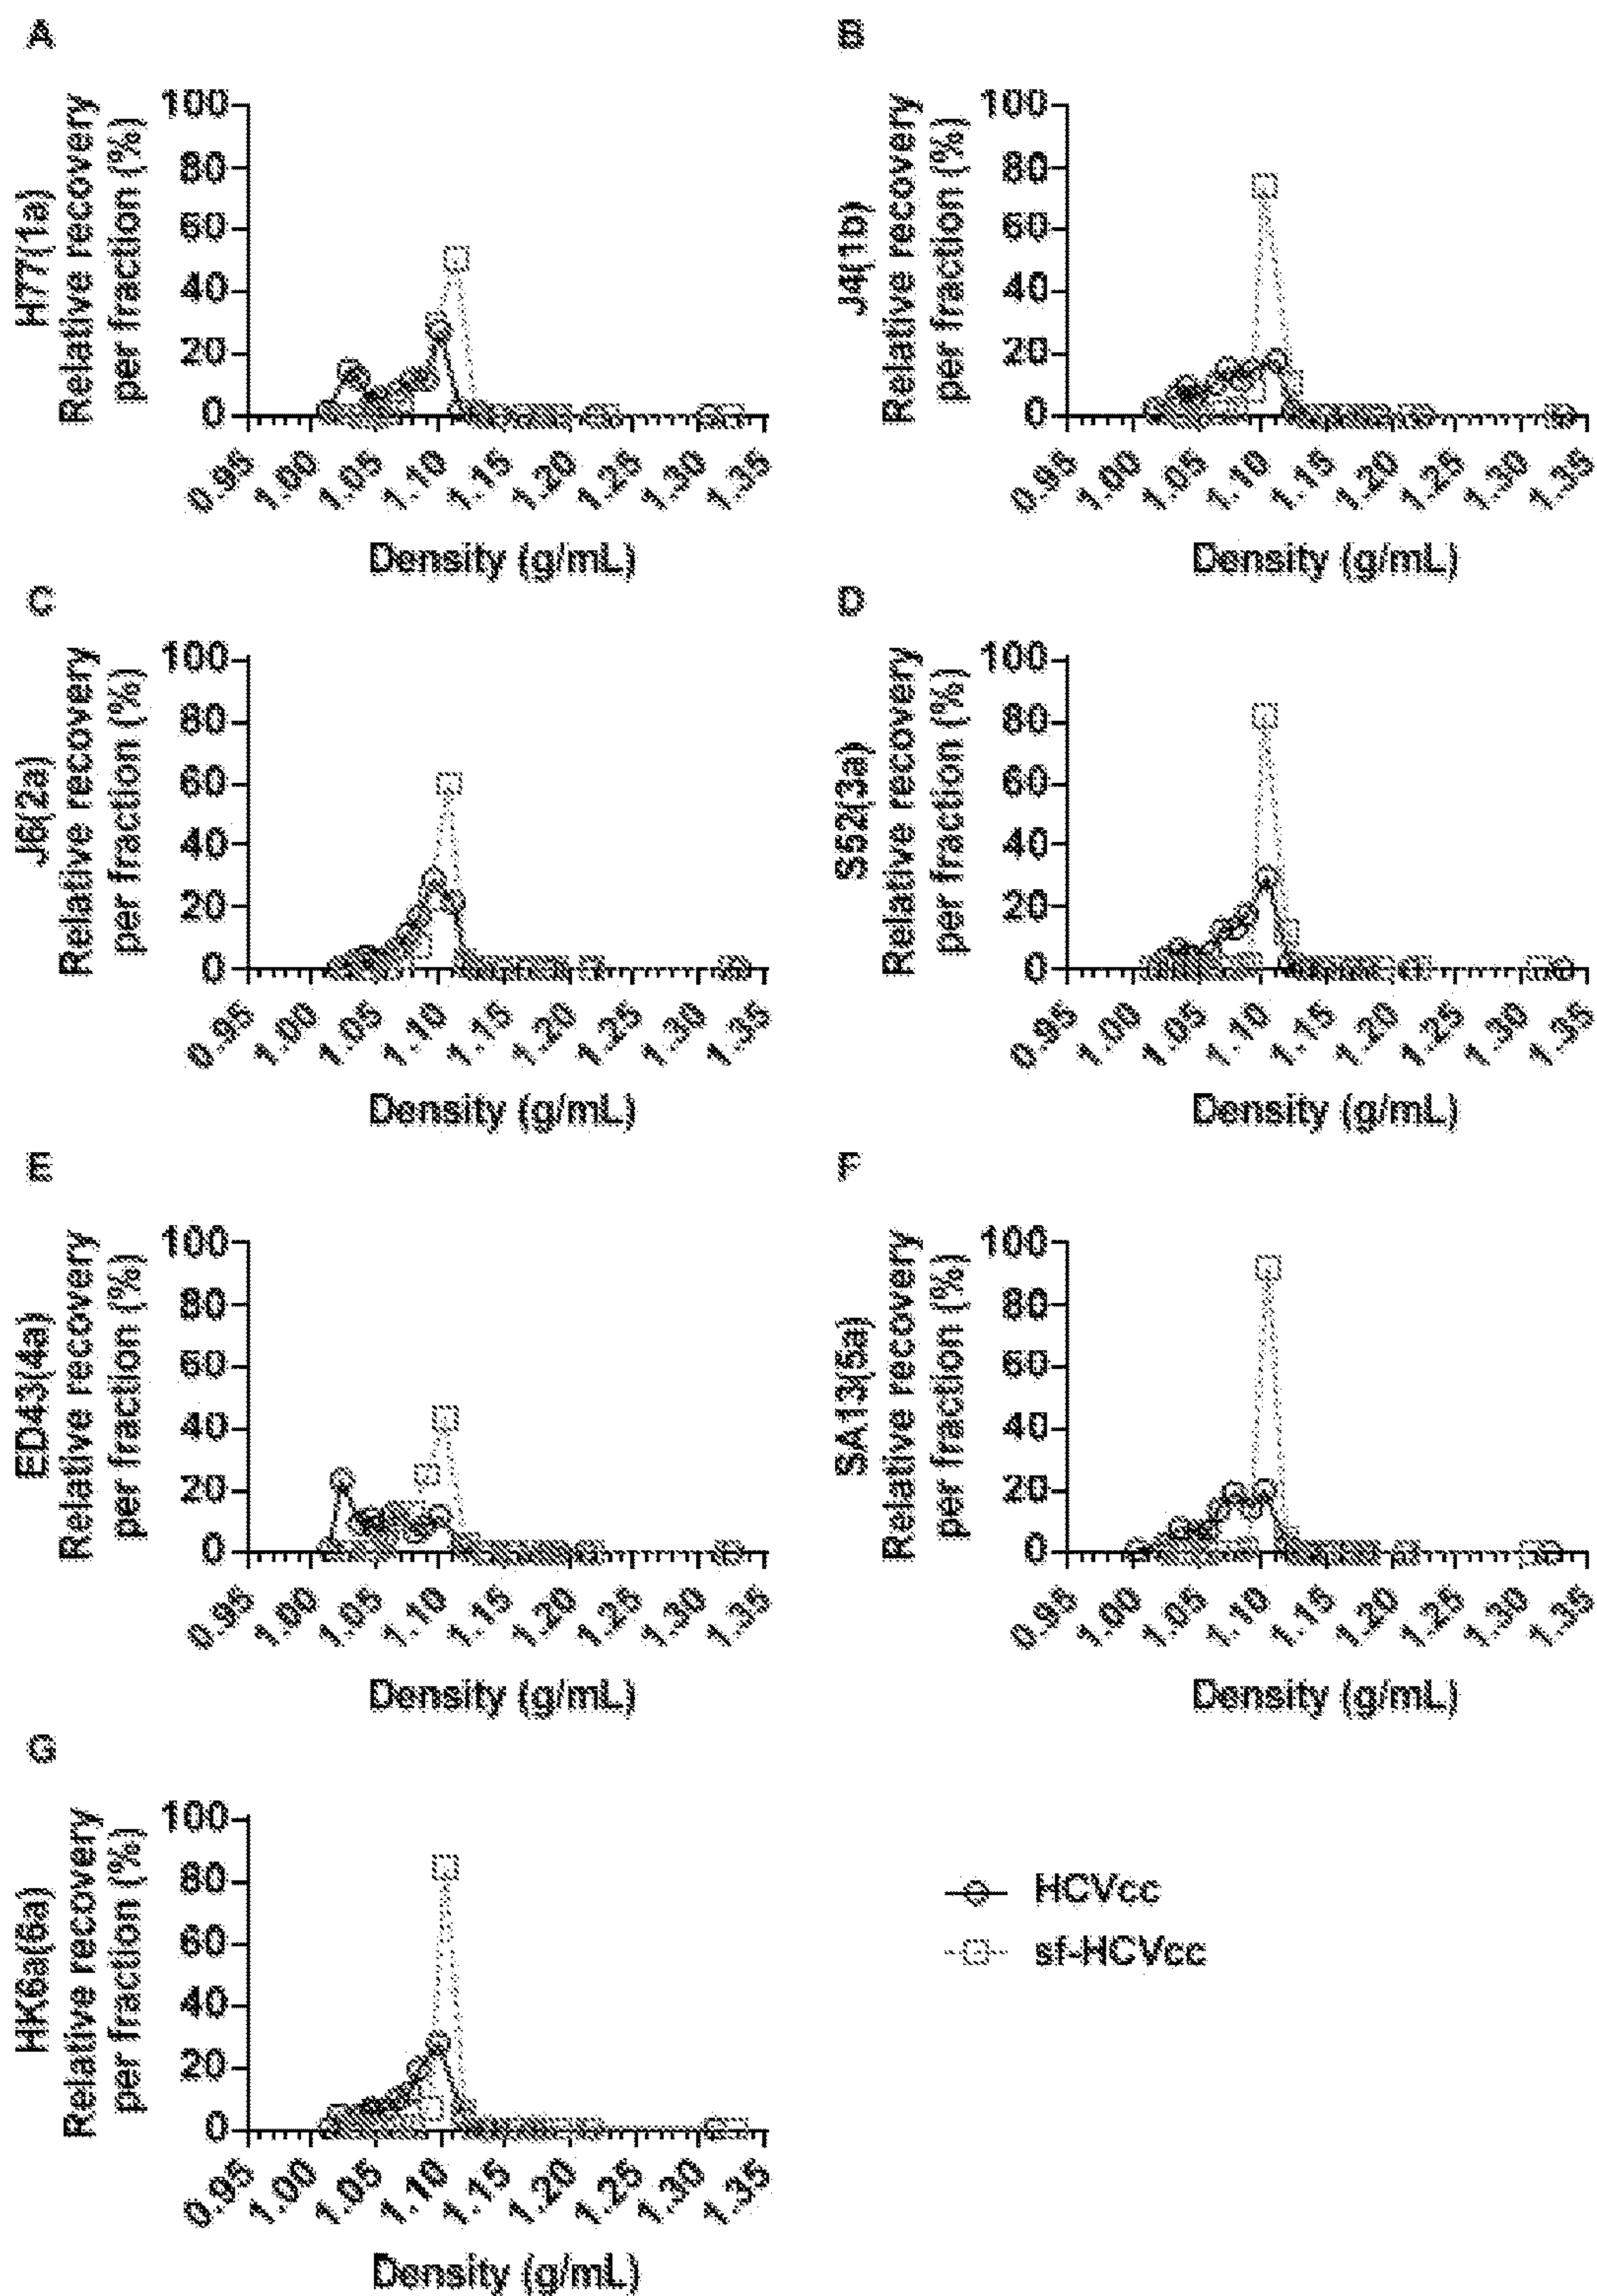 A
H77(1a)
Relative recovery
per fraction (%)
100
80
60
40
20
0
0.95 1.00 1.05 1.10 1.15 1.20 1.25 1.30 1.35
Density (g/mL)
B
J4(1b)
Relative recovery
per fraction (%)
100
80
60
40
20
0
0.95 1.00 1.05 1.10 1.15 1.20 1.25 1.30 1.35
Density (g/mL)
C
J6(2a)
Relative recovery
per fraction (%)
100
80
60
40
20
0
0.95 1.00 1.05 1.10 1.15 1.20 1.25 1.30 1.35
Density (g/mL)
D
S52(3a)
Relative recovery
per fraction (%)
100
80
60
40
20
0
0.95 1.00 1.05 1.10 1.15 1.20 1.25 1.30 1.35
Density (g/mL)
E
ED43(4a)
Relative recovery
per fraction (%)
100
80
60
40
20
0
0.95 1.00 1.05 1.10 1.15 1.20 1.25 1.30 1.35
Density (g/mL)
F
SA13(5a)
Relative recovery
per fraction (%)
100
80
60
40
20
0
0.95 1.00 1.05 1.10 1.15 1.20 1.25 1.30 1.35
Density (g/mL)
G
HK6a(6a)
Relative recovery
per fraction (%)
100
80
60
40
20
0
0.95 1.00 1.05 1.10 1.15 1.20 1.25 1.30 1.35
Density (g/mL)
HCVcc
sf-HCVcc